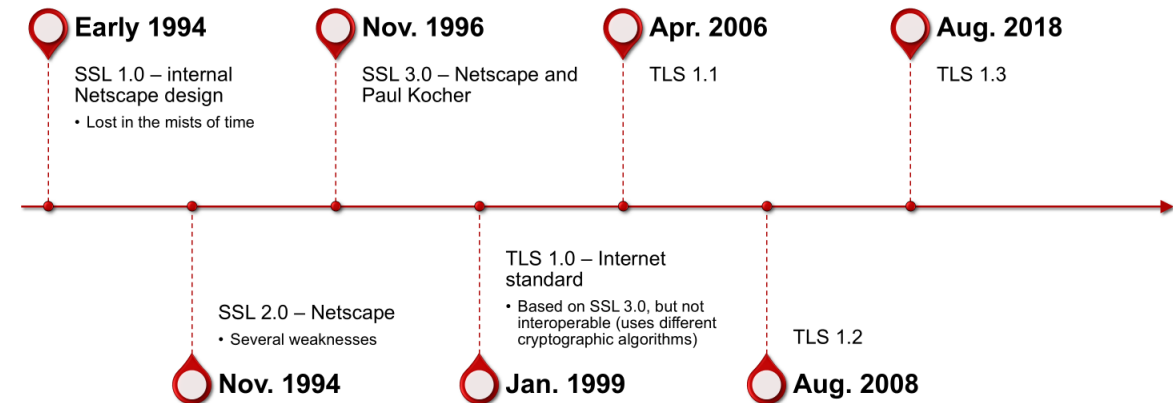 Early 1994
SSL 1.0 – internal
Netscape design
• Lost in the mists of time
Nov. 1996
SSL 3.0 – Netscape and
Paul Kocher
Apr. 2006
TLS 1.1
Aug. 2018
TLS 1.3
SSL 2.0 – Netscape
• Several weaknesses
Nov. 1994
TLS 1.0 – Internet
standard
• Based on SSL 3.0, but not
interoperable (uses different
cryptographic algorithms)
Jan. 1999
TLS 1.2
Aug. 2008